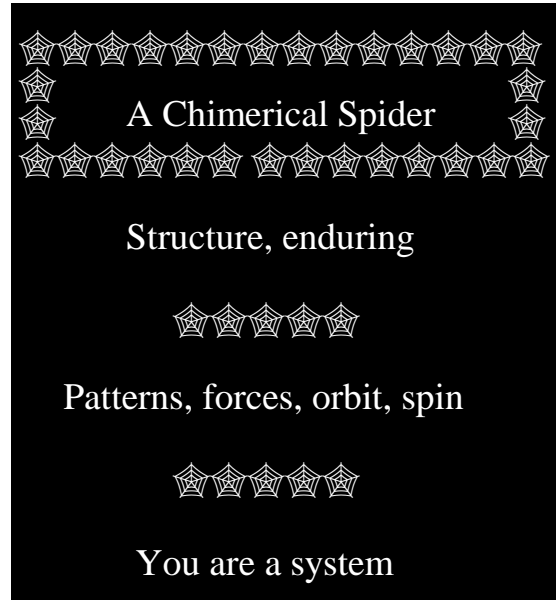 A Chimerical Spider
Structure, enduring
Patterns, forces, orbit, spin
You are a system